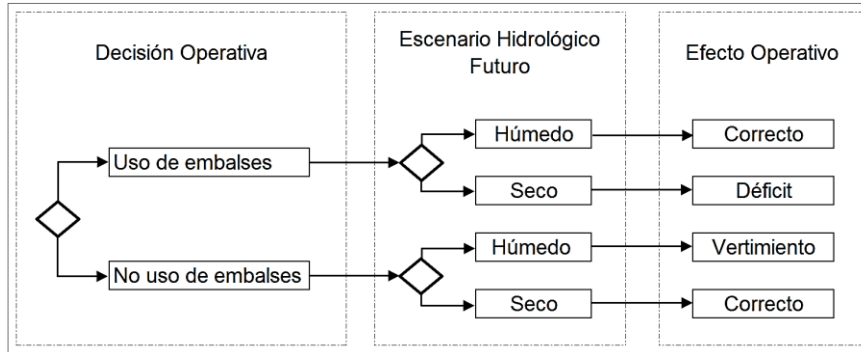 Decisión Operativa
Escenario Hidrológico
Futuro
Efecto Operativo
Uso de embalses
Húmedo
Correcto
Seco
Déficit
No uso de embalses
Húmedo
Vertimiento
Seco
Correcto